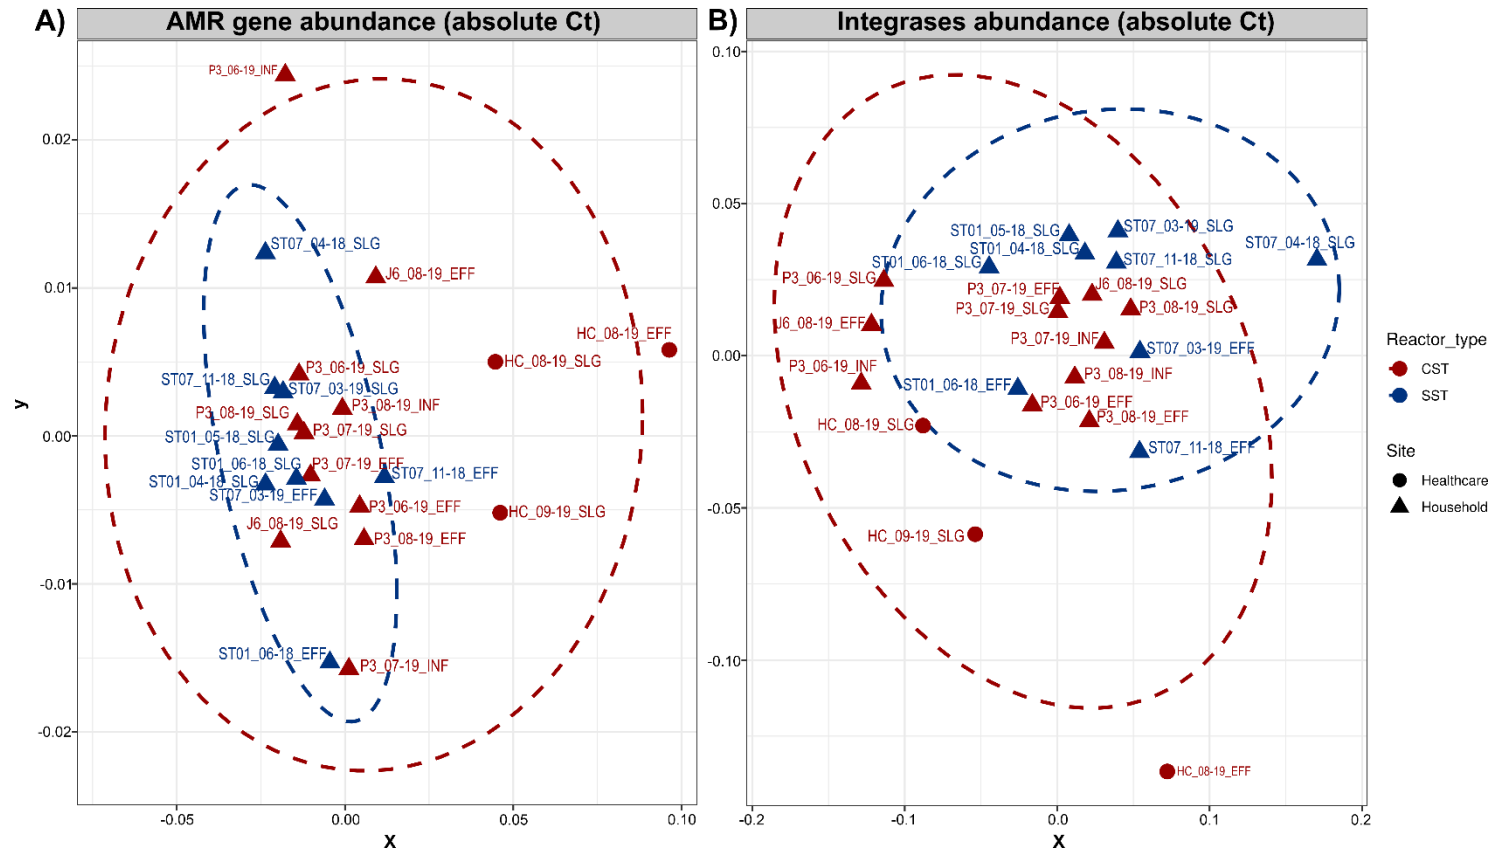 A)
AMR gene abundance (absolute Ct)
P3_06-19_INF
0.02
ST07_04-18_SLG
J6_08-19_EFF
0.01
HC_08-19_EFF
HC_08-19_SLG
P3_06-19_SLG
ST07_11-18_SLG
ST07_03-19_SLG
P3_08-19_INF
P3_08-19_SLG
P3_07-19_SLG
ST01_05-18_SLG
0.00
y
ST01_06-18_SLG
P3_07-19_EFF
ST07_11-18_EFF
ST01_04-18_SLG
ST07_03-19_EFF
P3_06-19_EFF
HC_09-19_SLG
J6_08-19_SLG
P3_08-19_EFF
-0.01
ST01_06-18_EFF
P3_07-19_INF
-0.02
-0.05 0.00 0.05 0.10
X
B)
Integrases abundance (absolute Ct)
0.10
0.05
ST01_05-18_SLG
ST07_03-19_SLG
ST01_04-18_SLG
ST07_04-18_SLG
ST01_06-18_SLG
ST07_11-18_SLG
P3_06-19_SLG
P3_07-19_EFF
J6_08-19_SLG
P3_07-19_SLG
P3_08-19_SLG
J6_08-19_EFF
P3_07-19_INF
ST07_03-19_EFF
0.00
P3_06-19_INF
P3_08-19_INF
ST01_06-18_EFF
P3_06-19_EFF
P3_08-19_EFF
HC_08-19_SLG
ST07_11-18_EFF
-0.05
HC_09-19_SLG
-0.10
HC_08-19_EFF
-0.2 -0.1 0.0 0.1 0.2
X
Reactor_type
CST
SST
Site
Healthcare
Household